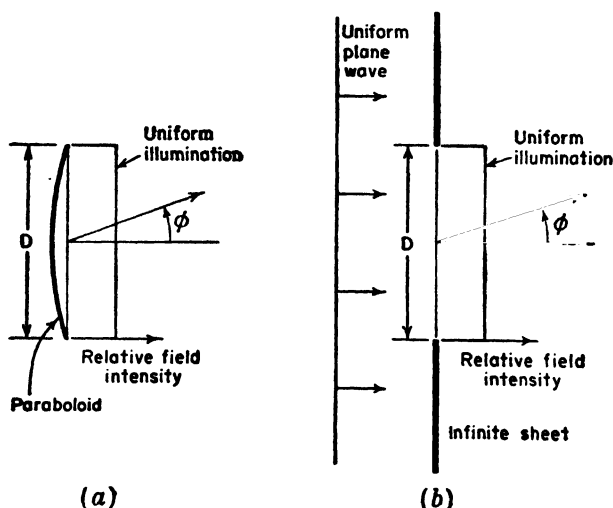 Uniform
illumination
D
ϕ
Relative field
intensity
Paraboloid
(a)
Uniform
plane
wave
Uniform
illumination
D
ϕ
Relative field
intensity
Infinite sheet
(b)